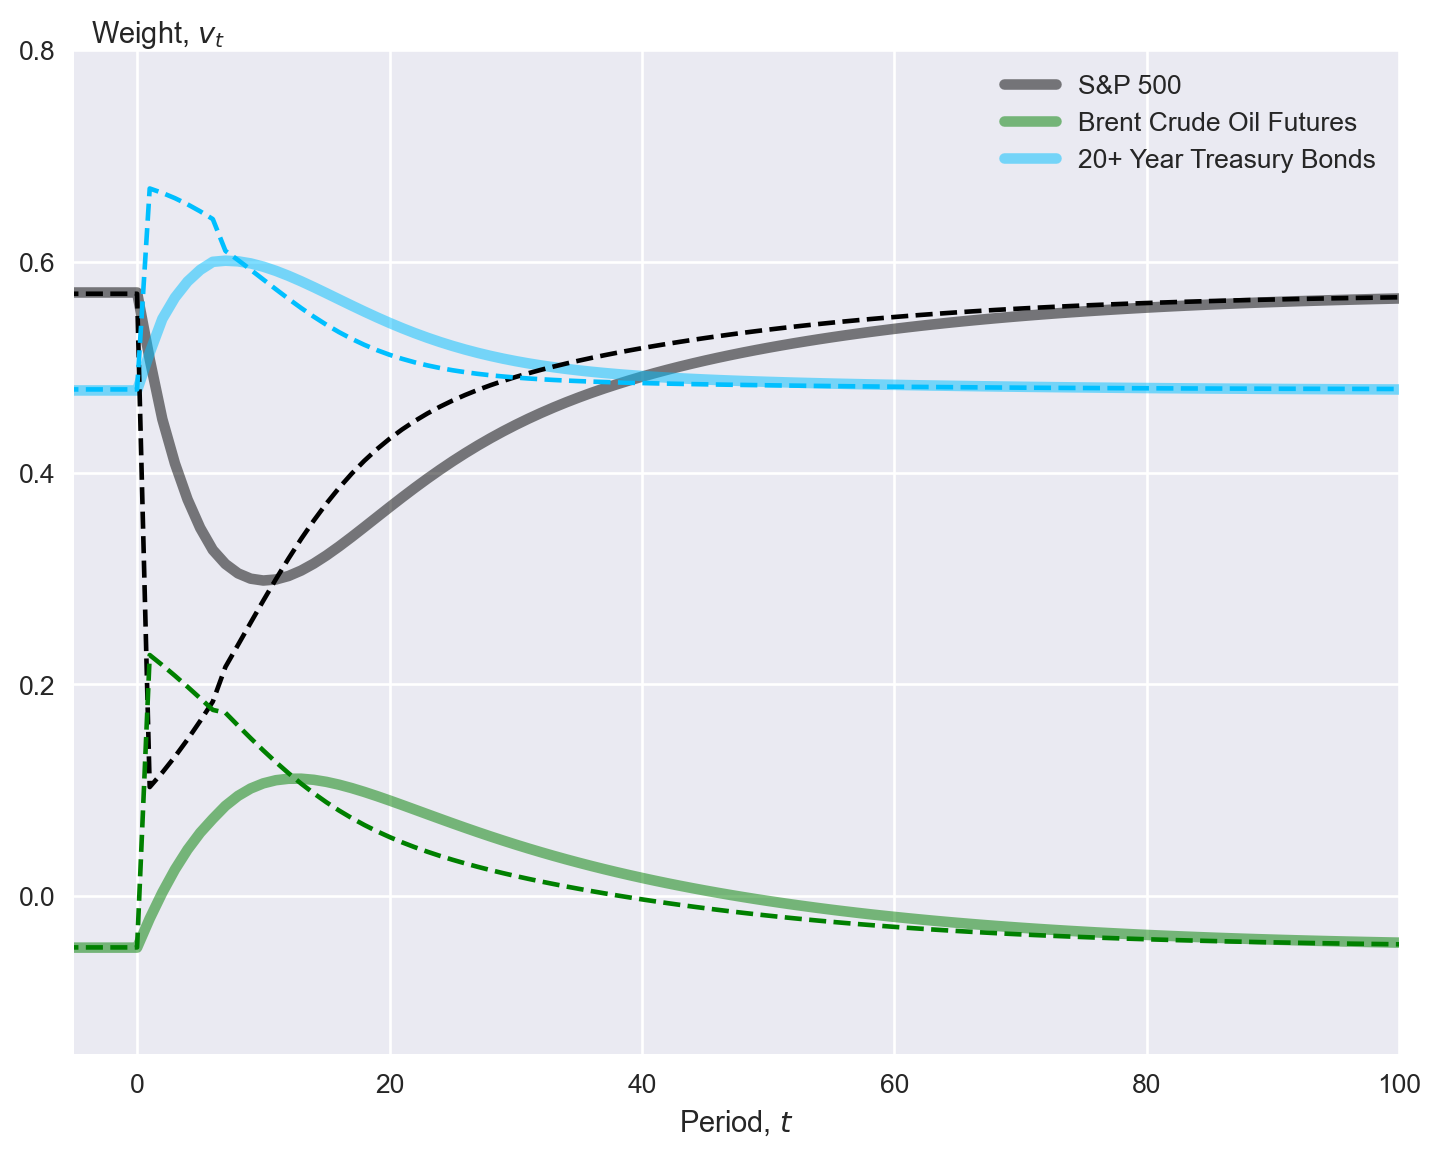 Weight, vt
0.8
0.6
0.4
0.2
0.0
S&P 500
Brent Crude Oil Futures
20+ Year Treasury Bonds
0 20 40 60 80 100
Period, t